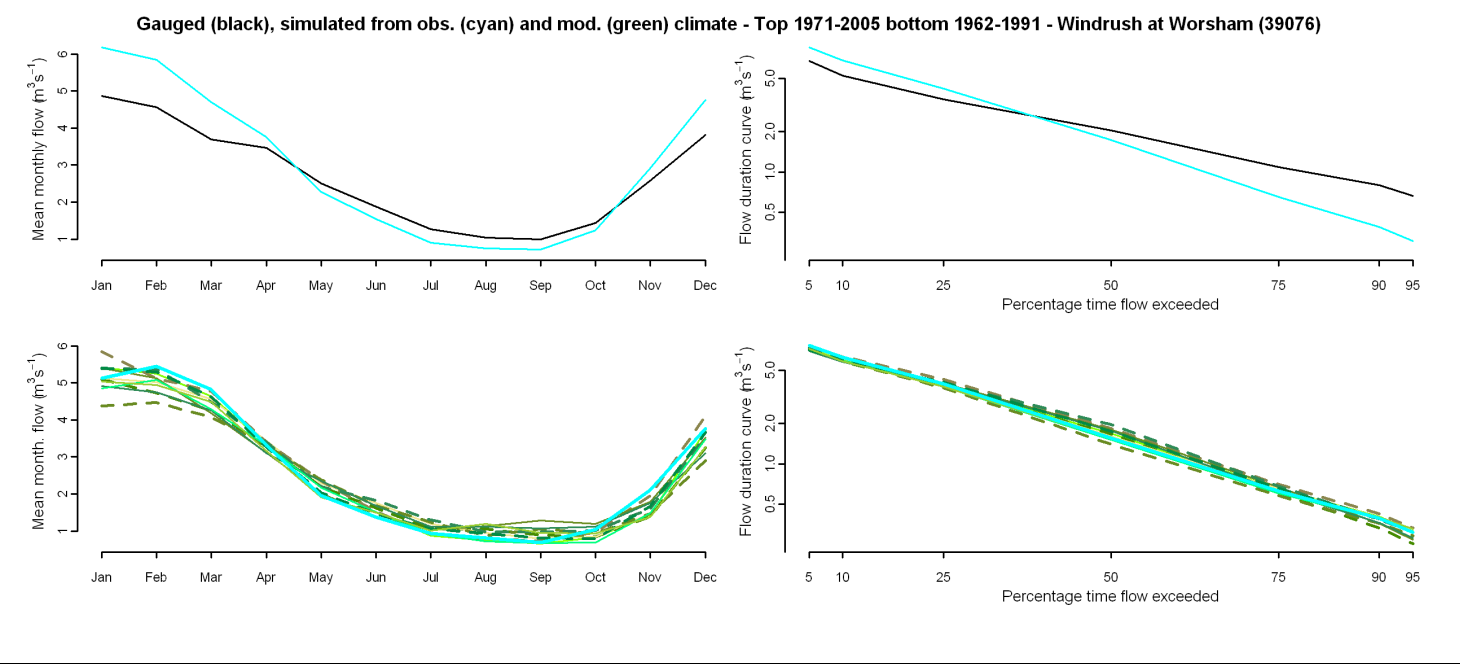 Gauged (black), simulated from obs. (cyan) and mod. (green) climate - Top 1971-2005 bottom 1962-1991 - Windrush at Worsham (39076)
Mean monthly flow (m³s⁻¹)
1 2 3 4 5 6
Jan Feb Mar Apr May Jun Jul Aug Sep Oct Nov Dec
Flow duration curve (m³s⁻¹)
0.5 1.0 2.0 5.0
5 10 25 50 75 90 95
Percentage time flow exceeded
Mean month. flow (m³s⁻¹)
1 2 3 4 5 6
Jan Feb Mar Apr May Jun Jul Aug Sep Oct Nov Dec
Flow duration curve (m³s⁻¹)
0.5 1.0 2.0 5.0
5 10 25 50 75 90 95
Percentage time flow exceeded